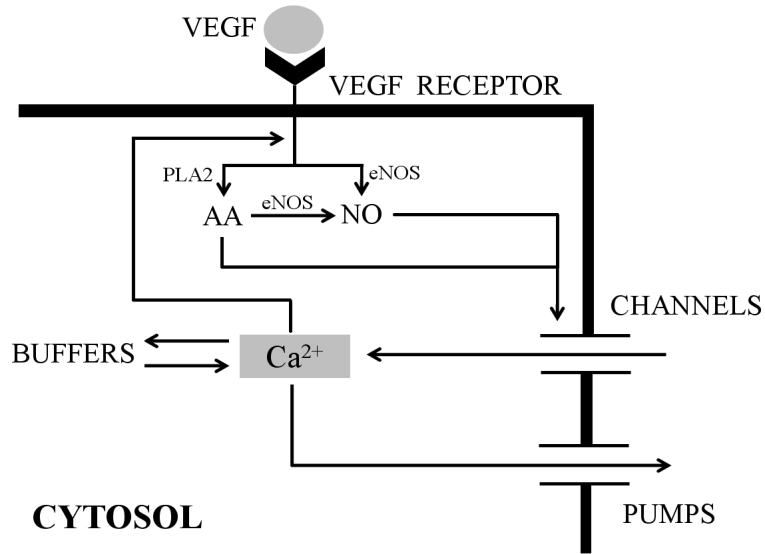 VEGF
VEGF RECEPTOR
PLA2
eNOS
AA
eNOS
NO
CHANNELS
BUFFERS
Ca²⁺
CYTOSOL
PUMPS